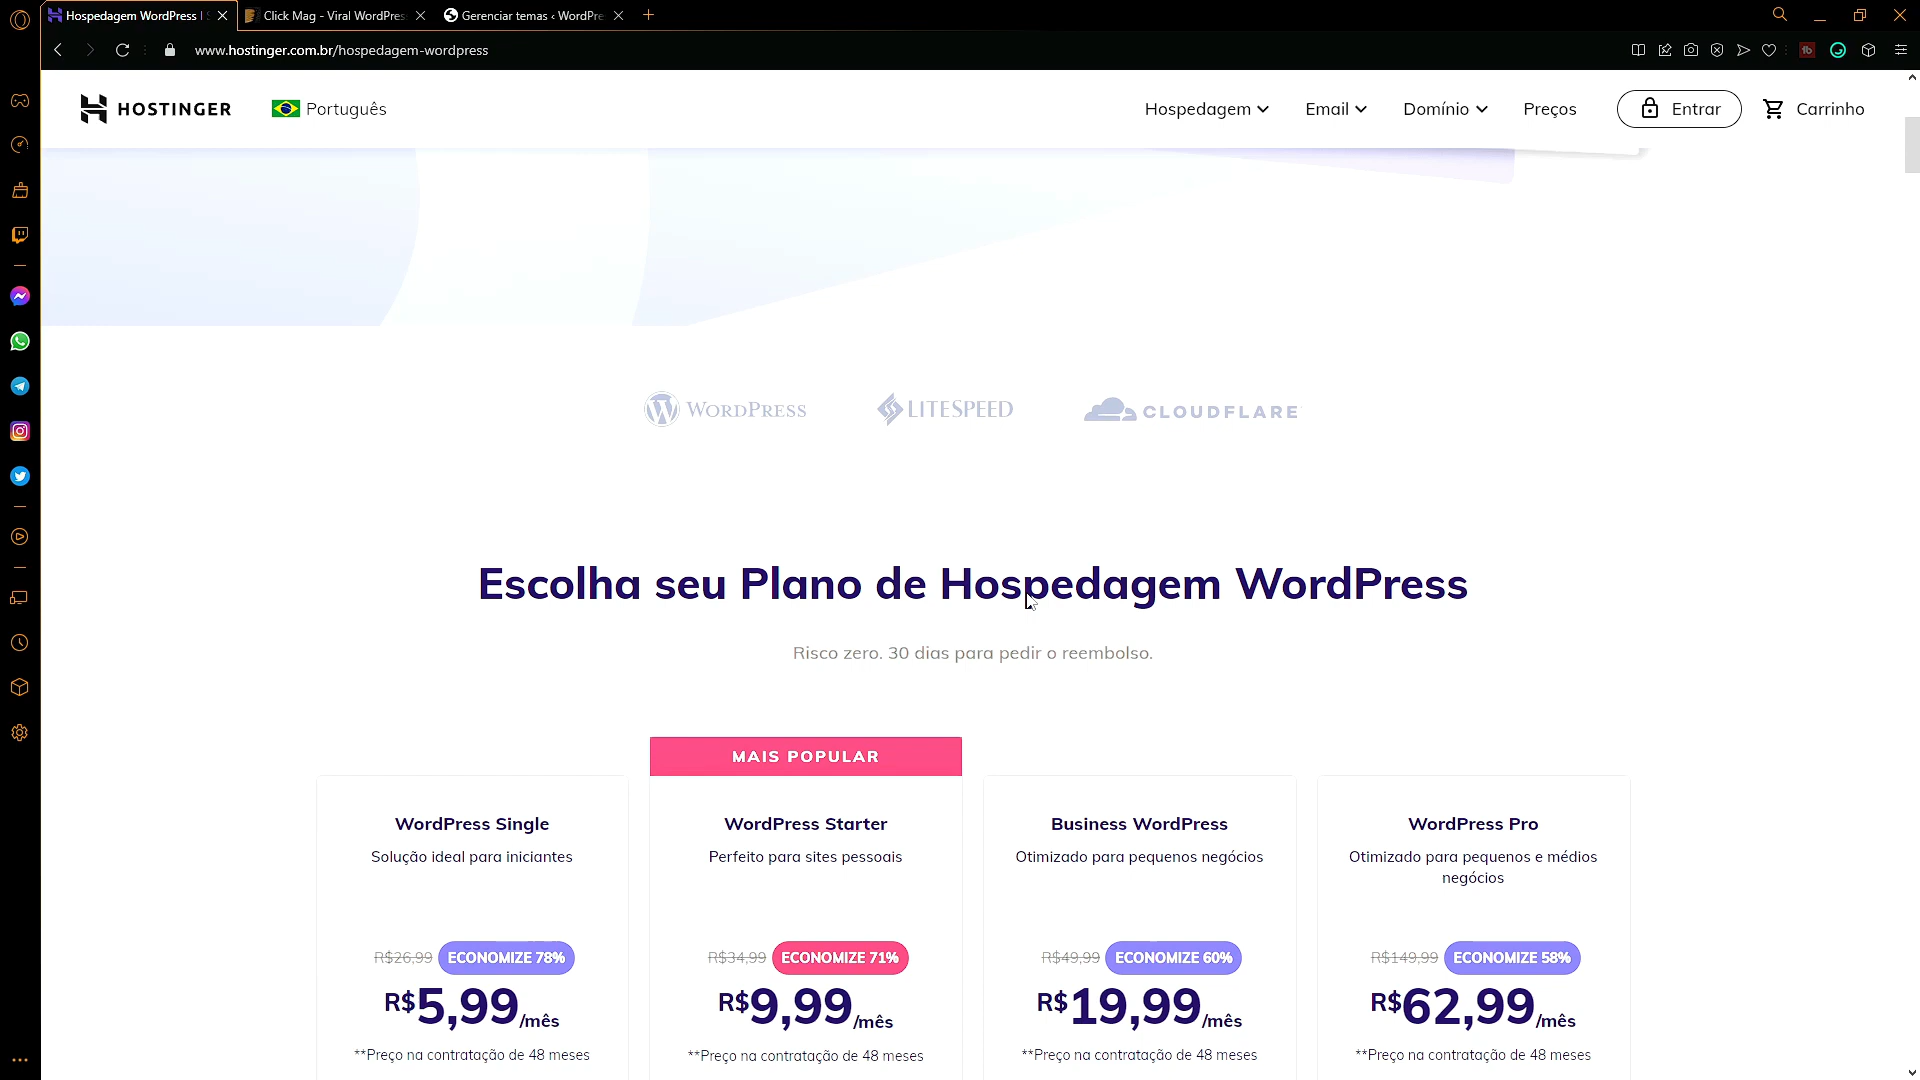 Hospedagem WordPress | S
Click Mag - Viral WordPres
Gerenciar temas ‹ WordPre
www.hostinger.com.br/hospedagem-wordpress
HOSTINGER
Português
Hospedagem
Email
Domínio
Preços
Entrar
Carrinho
WORDPRESS
LITESPEED
CLOUDFLARE
Escolha seu Plano de Hospedagem WordPress
Risco zero. 30 dias para pedir o reembolso.
MAIS POPULAR
WordPress Single
Solução ideal para iniciantes
R$26,99 ECONOMIZE 78%
R$5,99/mês
**Preço na contratação de 48 meses
WordPress Starter
Perfeito para sites pessoais
R$34,99 ECONOMIZE 71%
R$9,99/mês
**Preço na contratação de 48 meses
Business WordPress
Otimizado para pequenos negócios
R$49,99 ECONOMIZE 60%
R$19,99/mês
**Preço na contratação de 48 meses
WordPress Pro
Otimizado para pequenos e médios
negócios
R$149,99 ECONOMIZE 58%
R$62,99/mês
**Preço na contratação de 48 meses